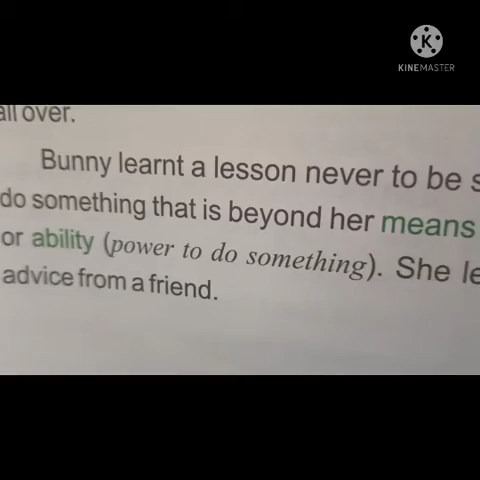 KINEMASTER
all over.
Bunny learnt a lesson never to be
do something that is beyond her means
or ability (power to do something). She
advice from a friend.